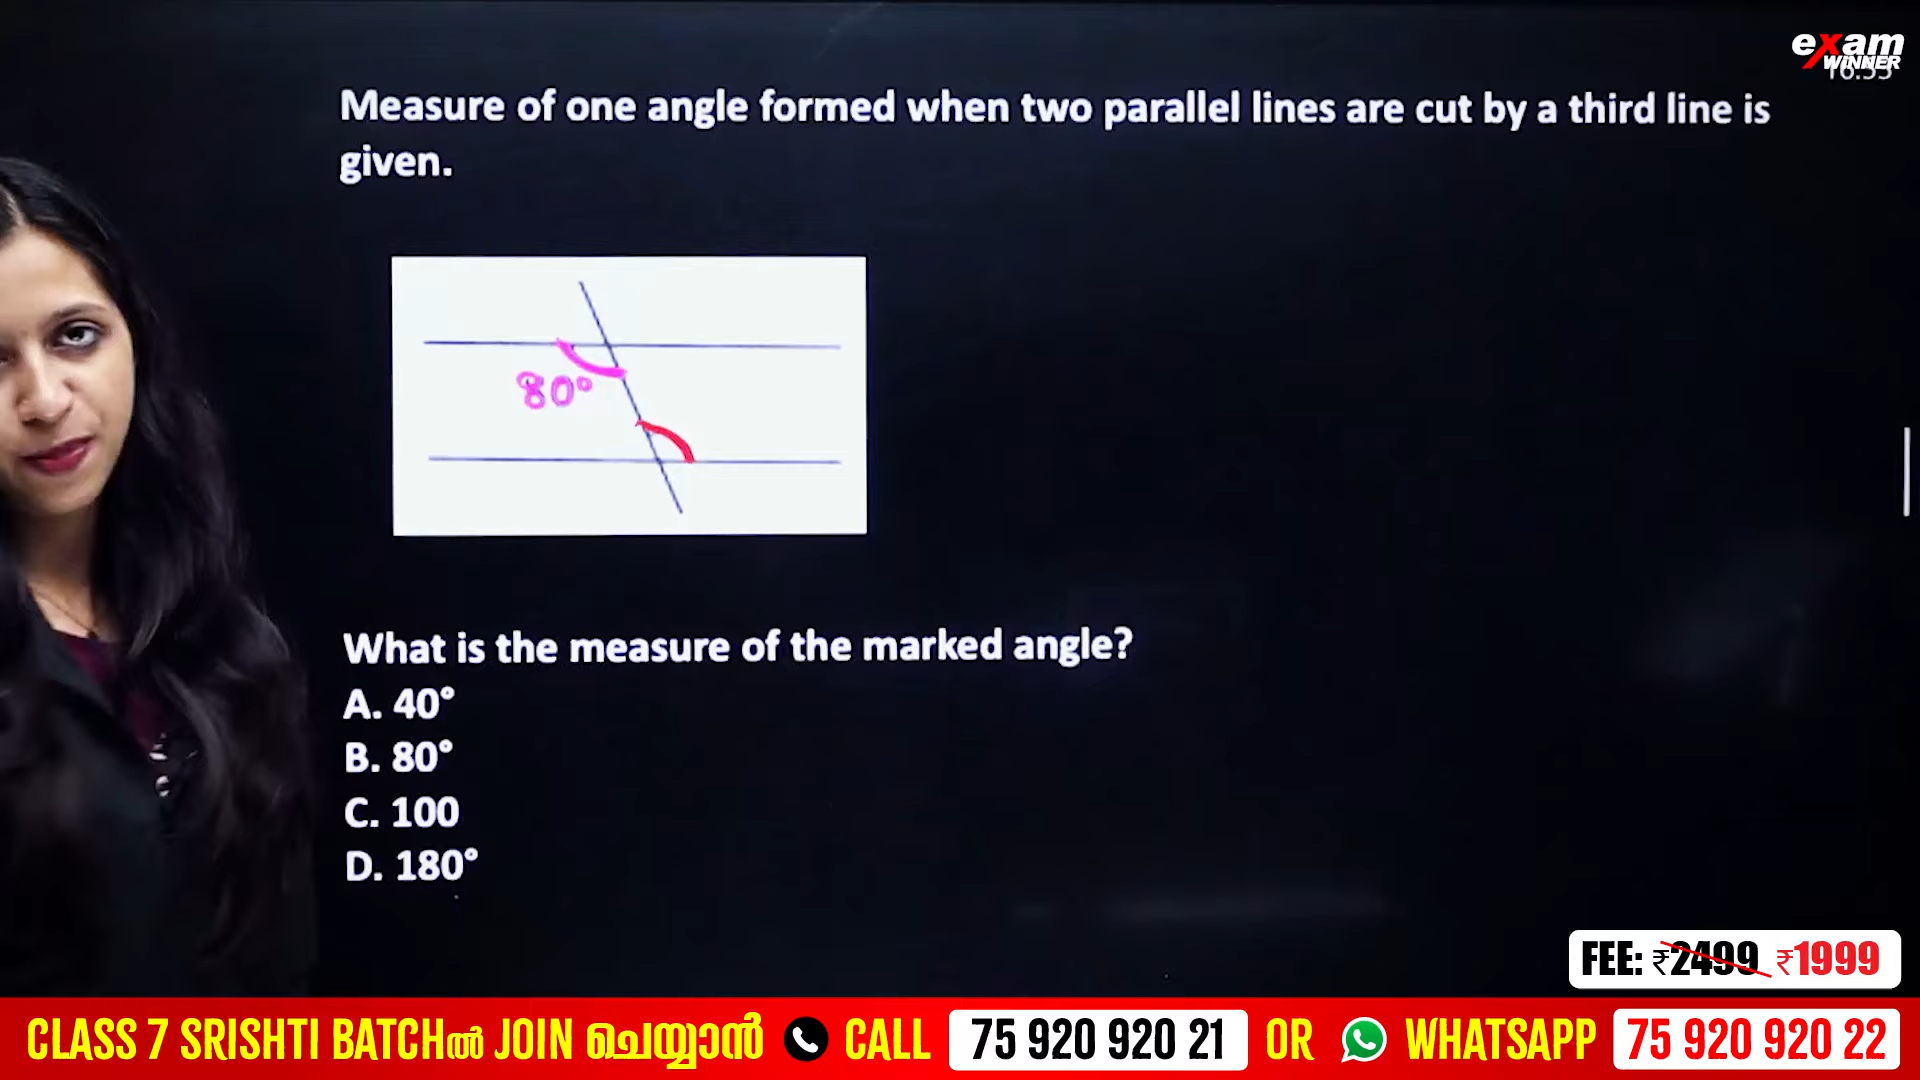 exam
WINNER
16:53
Measure of one angle formed when two parallel lines are cut by a third line is
given.
80°
What is the measure of the marked angle?
A. 40°
B. 80°
C. 100
D. 180°
FEE: ₹2499 ₹1999
CLASS 7 SRISHTI BATCHൽ JOIN ചെയ്യാൻ CALL 75 920 920 21 OR WHATSAPP 75 920 920 22